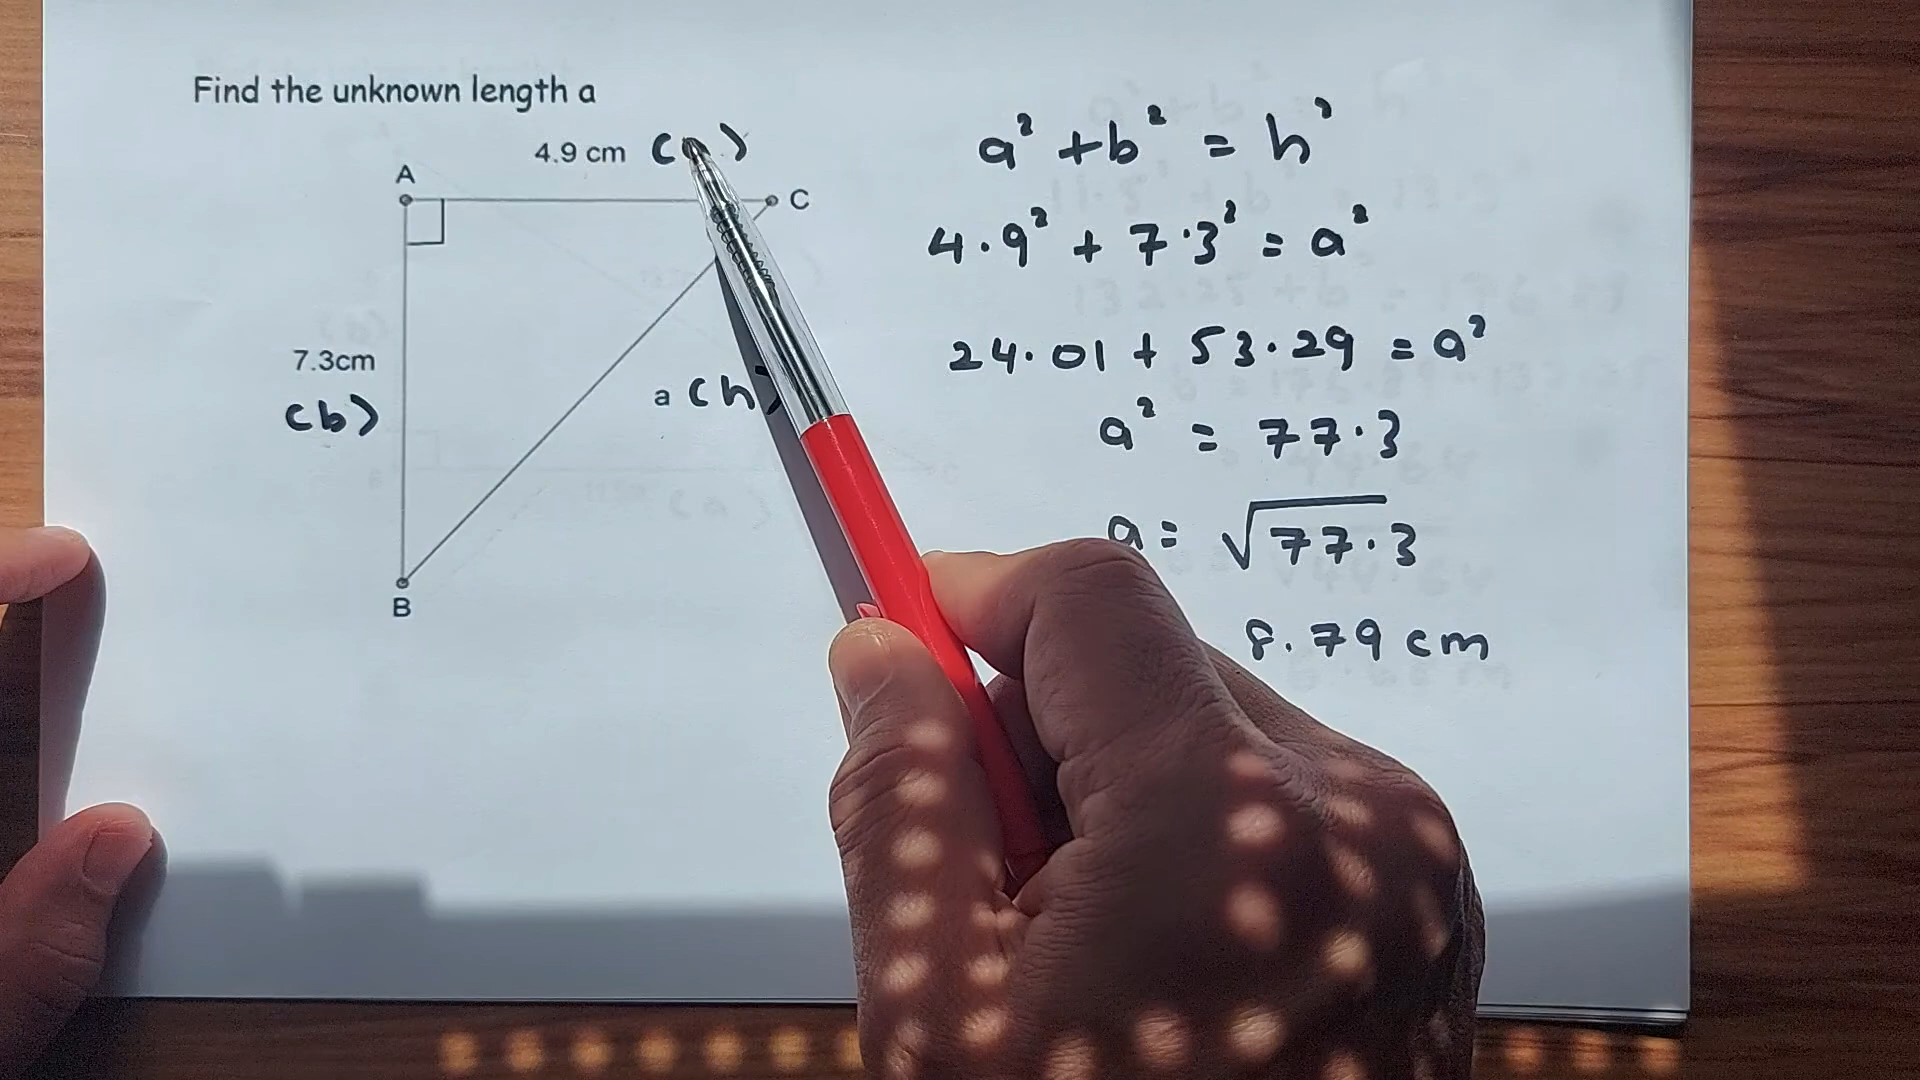 Find the unknown length a
4.9 cm
A
C
7.3cm
(b)
a (h)
B
a² + b² = h²
4.9² + 7.3² = a²
24.01 + 53.29 = a²
a² = 77.3
a = √77.3
8.79 cm